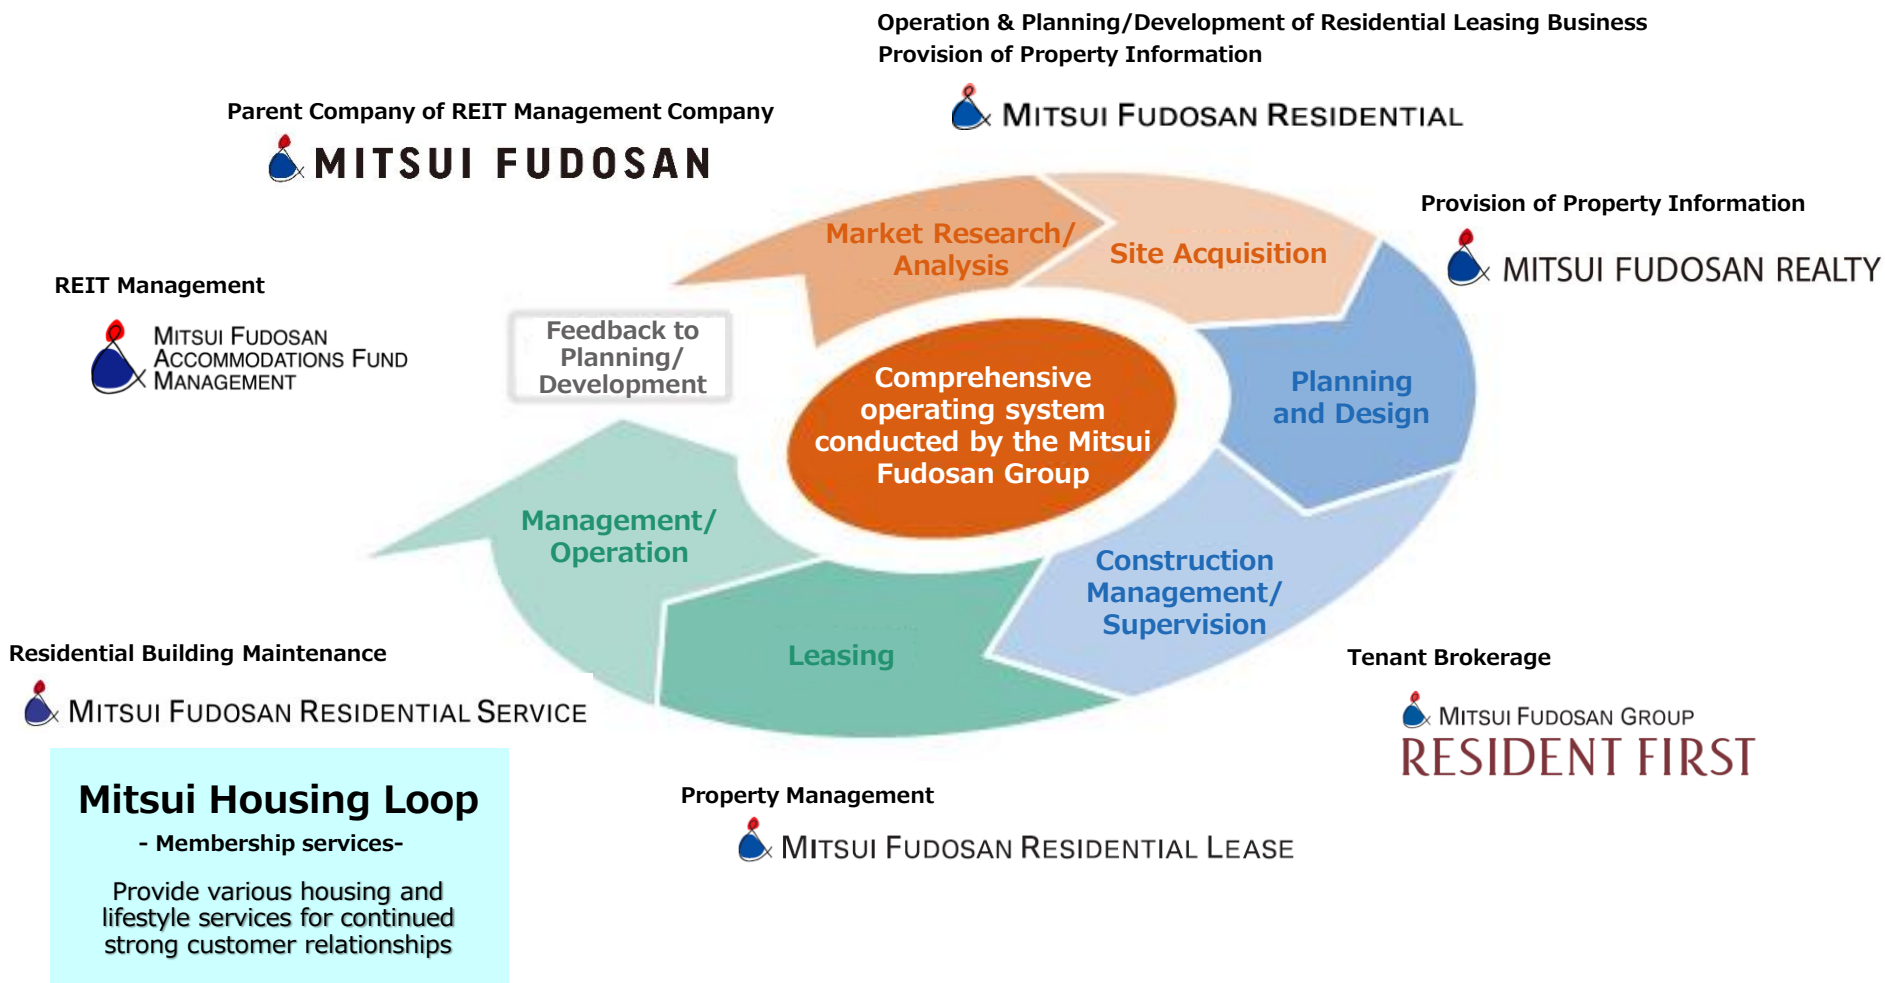 Operation & Planning/Development of Residential Leasing Business
Provision of Property Information
MITSUI FUDOSAN RESIDENTIAL
Parent Company of REIT Management Company
MITSUI FUDOSAN
Provision of Property Information
MITSUI FUDOSAN REALTY
REIT Management
MITSUI FUDOSAN
ACCOMMODATIONS FUND
MANAGEMENT
Market Research/
Analysis
Site Acquisition
Feedback to
Planning/
Development
Planning
and Design
Comprehensive
operating system
conducted by the Mitsui
Fudosan Group
Management/
Operation
Construction
Management/
Supervision
Leasing
Residential Building Maintenance
MITSUI FUDOSAN RESIDENTIAL SERVICE
Tenant Brokerage
MITSUI FUDOSAN GROUP
RESIDENT FIRST
Property Management
MITSUI FUDOSAN RESIDENTIAL LEASE
Mitsui Housing Loop
- Membership services-
Provide various housing and
lifestyle services for continued
strong customer relationships